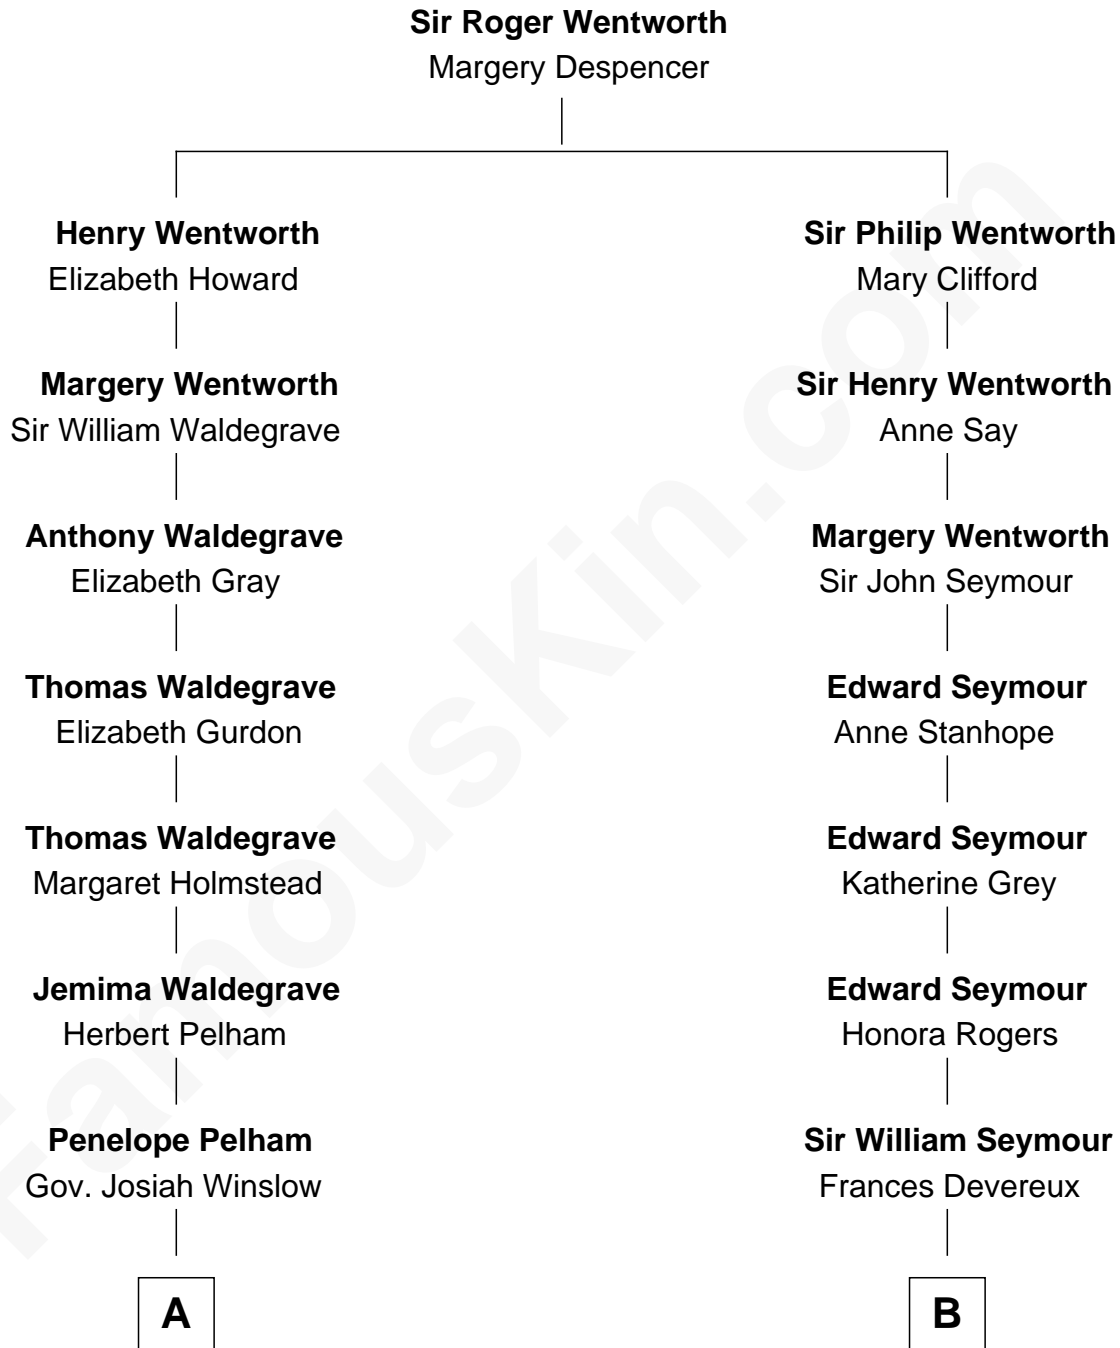 Sir Roger Wentworth
Margery Despencer
Henry Wentworth
Elizabeth Howard
Margery Wentworth
Sir William Waldegrave
Anthony Waldegrave
Elizabeth Gray
Thomas Waldegrave
Elizabeth Gurdon
Thomas Waldegrave
Margaret Holmstead
Jemima Waldegrave
Herbert Pelham
Penelope Pelham
Gov. Josiah Winslow
A
Sir Philip Wentworth
Mary Clifford
Sir Henry Wentworth
Anne Say
Margery Wentworth
Sir John Seymour
Edward Seymour
Anne Stanhope
Edward Seymour
Katherine Grey
Edward Seymour
Honora Rogers
Sir William Seymour
Frances Devereux
B
FamousKin.com